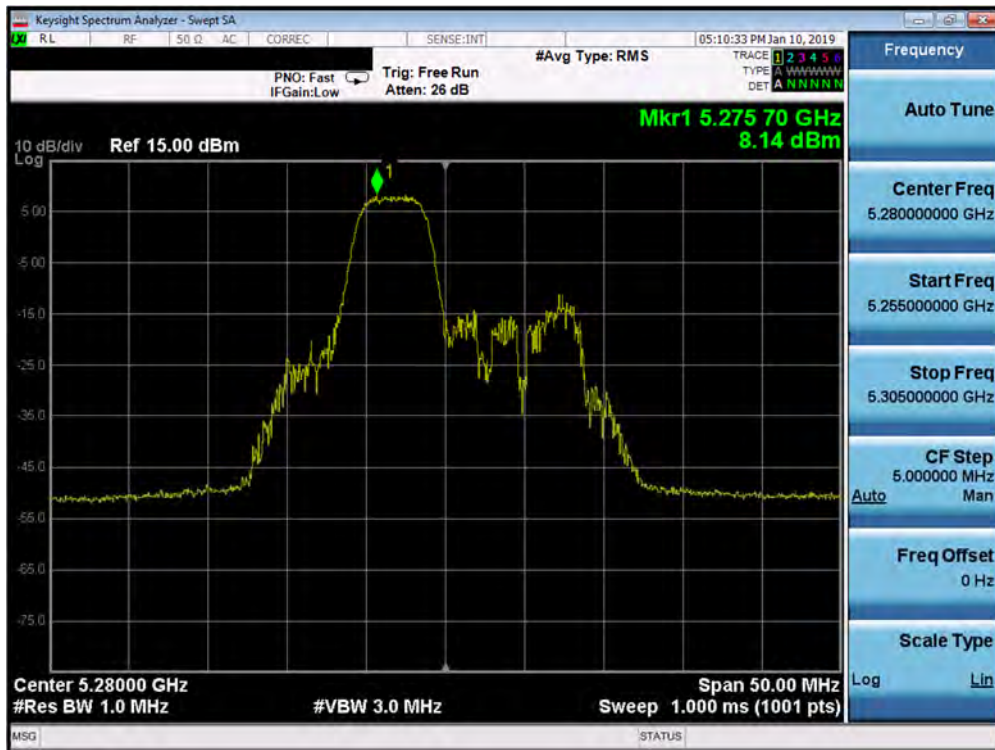 Keysight Spectrum Analyzer - Swept SA
LXI RL RF 50 Ω AC CORREC SENSE:INT 05:10:33 PM Jan 10, 2019
#Avg Type: RMS
TRACE 1 2 3 4 5 6
PNO: Fast Trig: Free Run
TYPE A WWWWW
IFGain:Low Atten: 26 dB
DET A N N N N N
Mkr1 5.275 70 GHz
8.14 dBm
10 dB/div Ref 15.00 dBm
Log
1
5.00
-5.00
-15.0
-25.0
-35.0
-45.0
-55.0
-65.0
-75.0
Center 5.28000 GHz Span 50.00 MHz
#Res BW 1.0 MHz #VBW 3.0 MHz Sweep 1.000 ms (1001 pts)
MSG STATUS
Frequency
Auto Tune
Center Freq
5.280000000 GHz
Start Freq
5.255000000 GHz
Stop Freq
5.305000000 GHz
CF Step
5.000000 MHz
Auto Man
Freq Offset
0 Hz
Scale Type
Log Lin